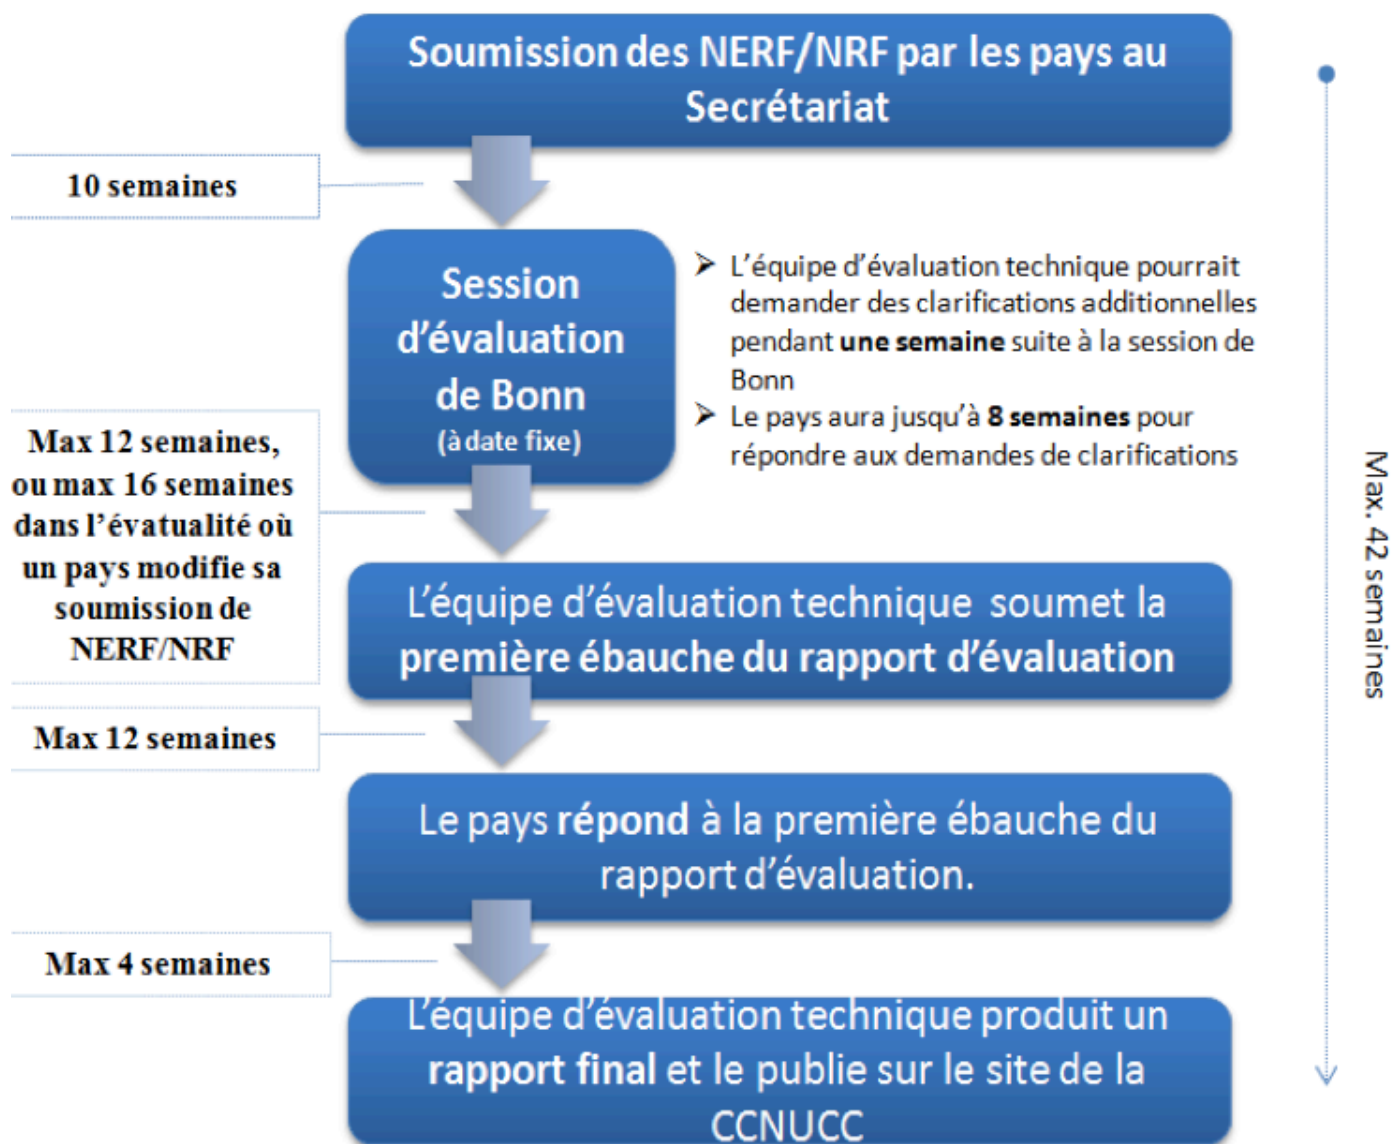 Soumission des NERF/NRF par les pays au
Secrétariat
10 semaines
Session
d'évaluation
de Bonn
(à date fixe)
➤ L'équipe d'évaluation technique pourrait
demander des clarifications additionnelles
pendant une semaine suite à la session de
Bonn
➤ Le pays aura jusqu'à 8 semaines pour
répondre aux demandes de clarifications
Max 12 semaines,
ou max 16 semaines
dans l'évatualité où
un pays modifie sa
soumission de
NERF/NRF
L'équipe d'évaluation technique soumet la
première ébauche du rapport d'évaluation
Max 12 semaines
Le pays répond à la première ébauche du
rapport d'évaluation.
Max 4 semaines
L'équipe d'évaluation technique produit un
rapport final et le publie sur le site de la
CCNUCC
Max. 42 semaines